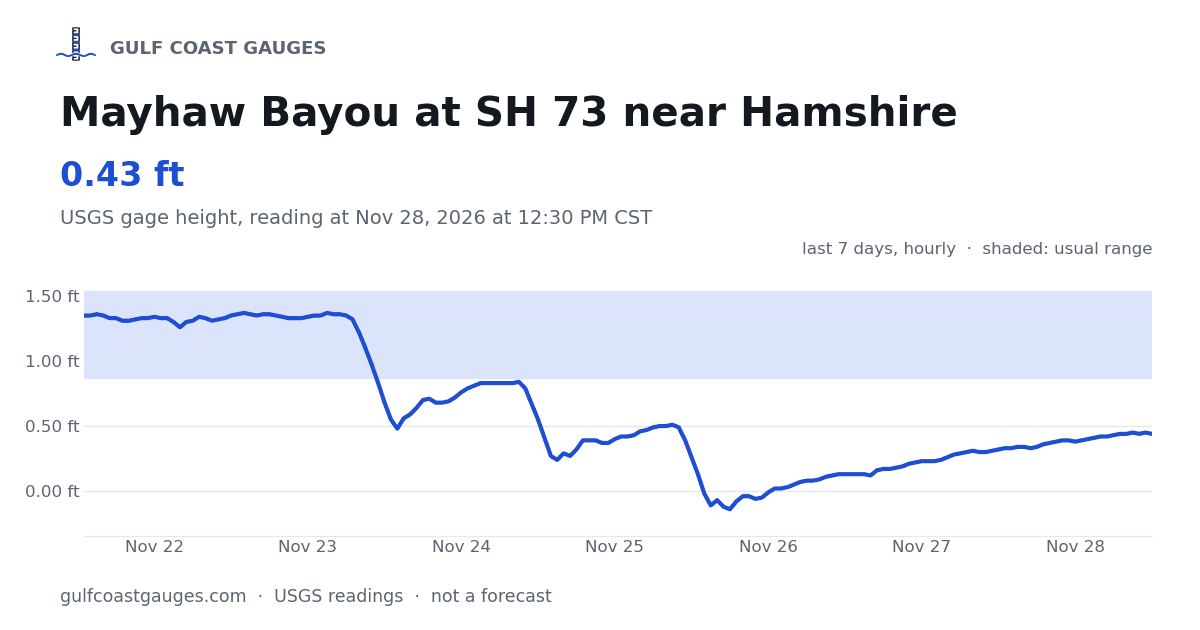 GULF COAST GAUGES
Mayhaw Bayou at SH 73 near Hamshire
0.43 ft
USGS gage height, reading at Nov 28, 2026 at 12:30 PM CST
last 7 days, hourly · shaded: usual range
1.50 ft
1.00 ft
0.50 ft
0.00 ft
Nov 22 Nov 23 Nov 24 Nov 25 Nov 26 Nov 27 Nov 28
gulfcoastgauges.com · USGS readings · not a forecast